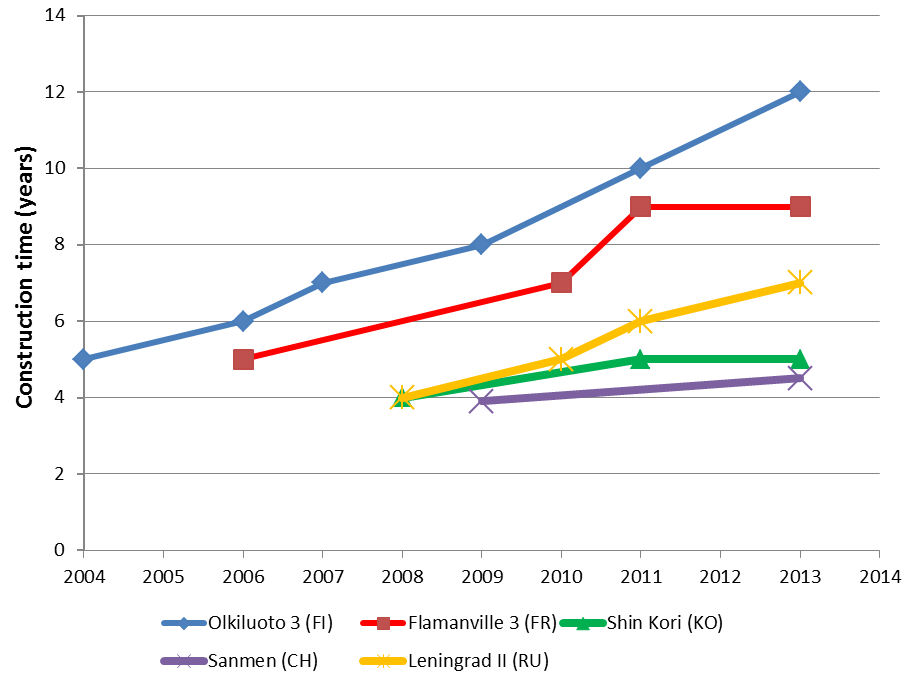 14
12
10
8
6
4
2
0
Construction time (years)
2004 2005 2006 2007 2008 2009 2010 2011 2012 2013 2014
Olkiluoto 3 (FI) Flamanville 3 (FR) Shin Kori (KO)
Sanmen (CH) Leningrad II (RU)